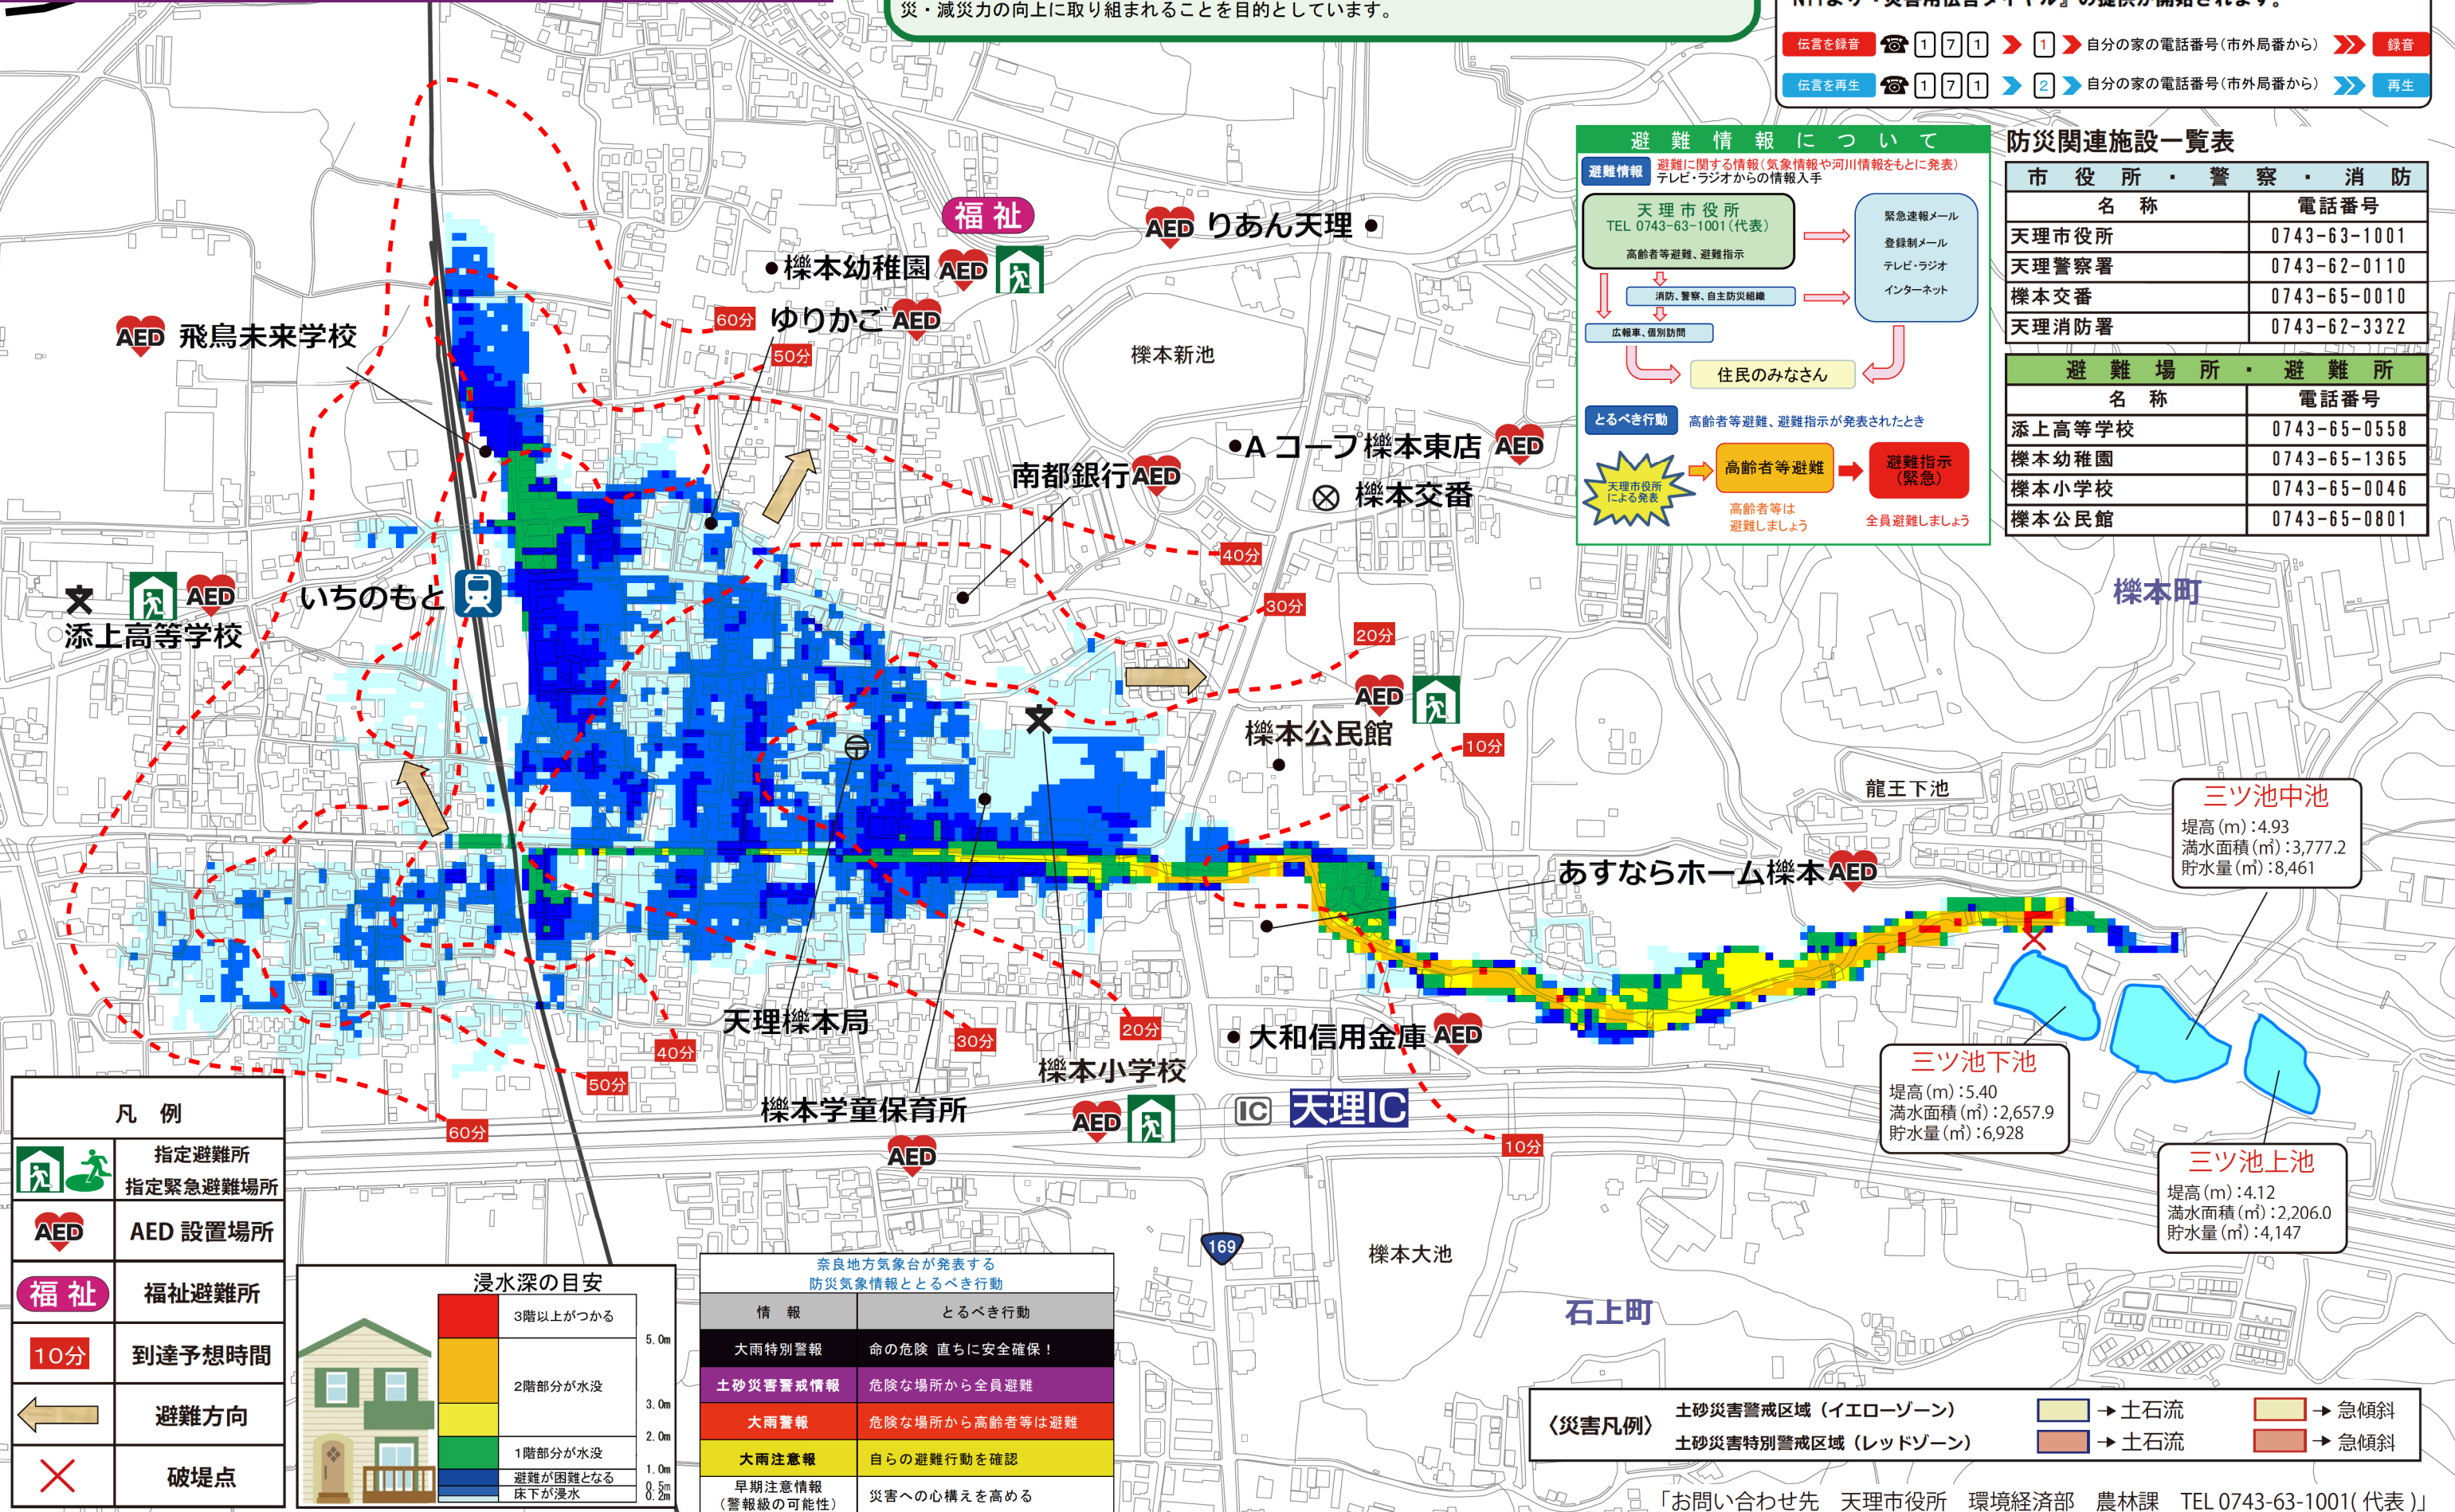 災・減災力の向上に取り組まれることを目的としています。
NTTより『災害用伝言ダイヤル』の提供が開始されます。
伝言を録音 1 7 1 1 自分の家の電話番号(市外局番から) 録音
伝言を再生 1 7 1 2 自分の家の電話番号(市外局番から) 再生
避難情報について
避難情報
避難に関する情報(気象情報や河川情報をもとに発表)
テレビ・ラジオからの情報入手
天理市役所
TEL 0743-63-1001(代表)
高齢者等避難、避難指示
緊急速報メール
登録制メール
テレビ・ラジオ
インターネット
消防、警察、自主防災組織
広報車、個別訪問
住民のみなさん
とるべき行動 高齢者等避難、避難指示が発表されたとき
天理市役所
による発表
高齢者等避難
避難指示
(緊急)
高齢者等は
避難しましょう
全員避難しましょう
防災関連施設一覧表
市役所・警察・消防
名称 電話番号
天理市役所 0743-63-1001
天理警察署 0743-62-0110
櫟本交番 0743-65-0010
天理消防署 0743-62-3322
避難場所・避難所
名称 電話番号
添上高等学校 0743-65-0558
櫟本幼稚園 0743-65-1365
櫟本小学校 0743-65-0046
櫟本公民館 0743-65-0801
福祉
AED りあん天理
櫟本幼稚園 AED
60分 ゆりかご AED
50分
AED 飛鳥未来学校
櫟本新池
Aコープ櫟本東店 AED
南都銀行 AED
櫟本交番
40分
AED
添上高等学校
いちのもと
30分
20分
櫟本町
AED
櫟本公民館
10分
龍王下池
三ツ池中池
堤高(m):4.93
満水面積(㎡):3,777.2
貯水量(㎥):8,461
あすならホーム櫟本 AED
天理櫟本局
大和信用金庫 AED
20分
30分
40分
50分
60分
櫟本小学校
AED
櫟本学童保育所
AED
IC 天理IC
10分
三ツ池下池
堤高(m):5.40
満水面積(㎡):2,657.9
貯水量(㎥):6,928
三ツ池上池
堤高(m):4.12
満水面積(㎡):2,206.0
貯水量(㎥):4,147
169
櫟本大池
石上町
凡例
指定避難所
指定緊急避難場所
AED AED 設置場所
福祉 福祉避難所
10分 到達予想時間
避難方向
破堤点
浸水深の目安
3階以上がつかる
5.0m
2階部分が水没
3.0m
2.0m
1階部分が水没
1.0m
避難が困難となる
0.5m
床下が浸水
0.2m
奈良地方気象台が発表する
防災気象情報ととるべき行動
情報 とるべき行動
大雨特別警報 命の危険 直ちに安全確保!
土砂災害警戒情報 危険な場所から全員避難
大雨警報 危険な場所から高齢者等は避難
大雨注意報 自らの避難行動を確認
早期注意情報
(警報級の可能性)
災害への心構えを高める
〈災害凡例〉
土砂災害警戒区域(イエローゾーン) →土石流 →急傾斜
土砂災害特別警戒区域(レッドゾーン) →土石流 →急傾斜
「お問い合わせ先 天理市役所 環境経済部 農林課 TEL 0743-63-1001(代表)」